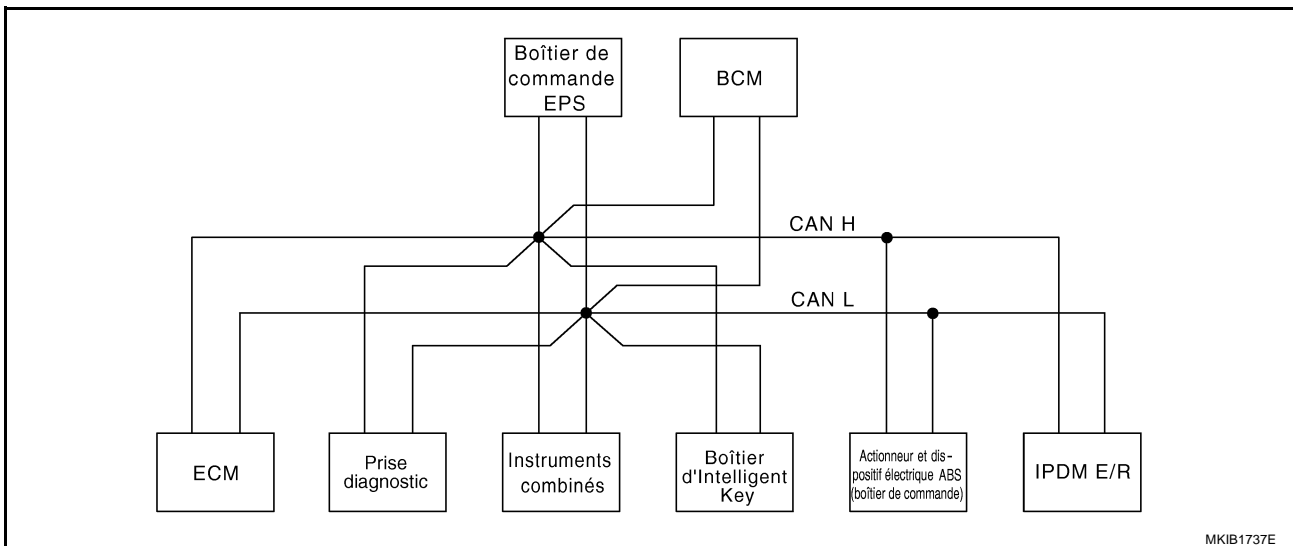 Boîtier de
commande
EPS
BCM
CAN H
CAN L
ECM
Prise
diagnostic
Instruments
combinés
Boîtier
d'Intelligent
Key
Actionneur et dis-
positif électrique ABS
(boîtier de commande)
IPDM E/R
MKIB1737E